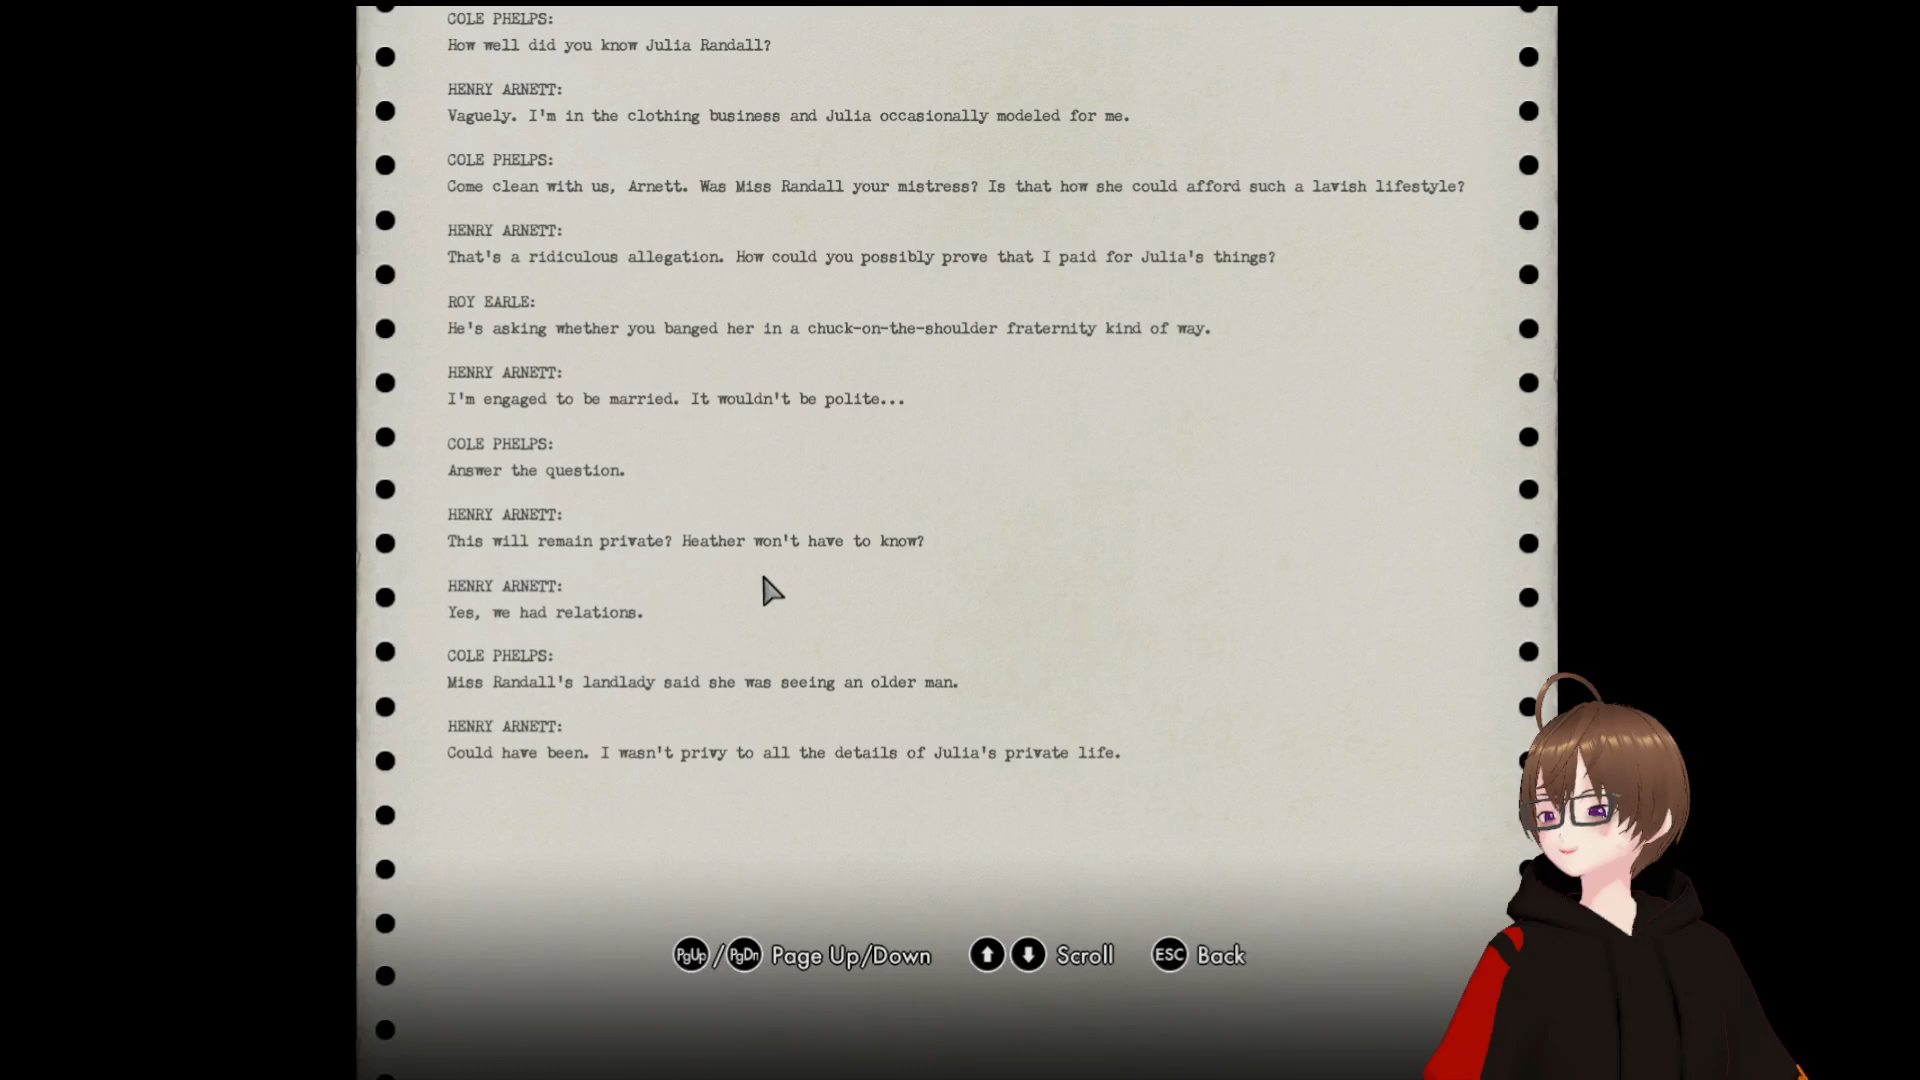 COLE PHELPS:
How well did you know Julia Randall?
HENRY ARNETT:
Vaguely. I'm in the clothing business and Julia occasionally modeled for me.
COLE PHELPS:
Come clean with us, Arnett. Was Miss Randall your mistress? Is that how she could afford such a lavish lifestyle?
HENRY ARNETT:
That's a ridiculous allegation. How could you possibly prove that I paid for Julia's things?
ROY EARLE:
He's asking whether you banged her in a chuck-on-the-shoulder fraternity kind of way.
HENRY ARNETT:
I'm engaged to be married. It wouldn't be polite...
COLE PHELPS:
Answer the question.
HENRY ARNETT:
This will remain private? Heather won't have to know?
HENRY ARNETT:
Yes, we had relations.
COLE PHELPS:
Miss Randall's landlady said she was seeing an older man.
HENRY ARNETT:
Could have been. I wasn't privy to all the details of Julia's private life.
PgUp/PgDn Page Up/Down ↑ ↓ Scroll ESC Back